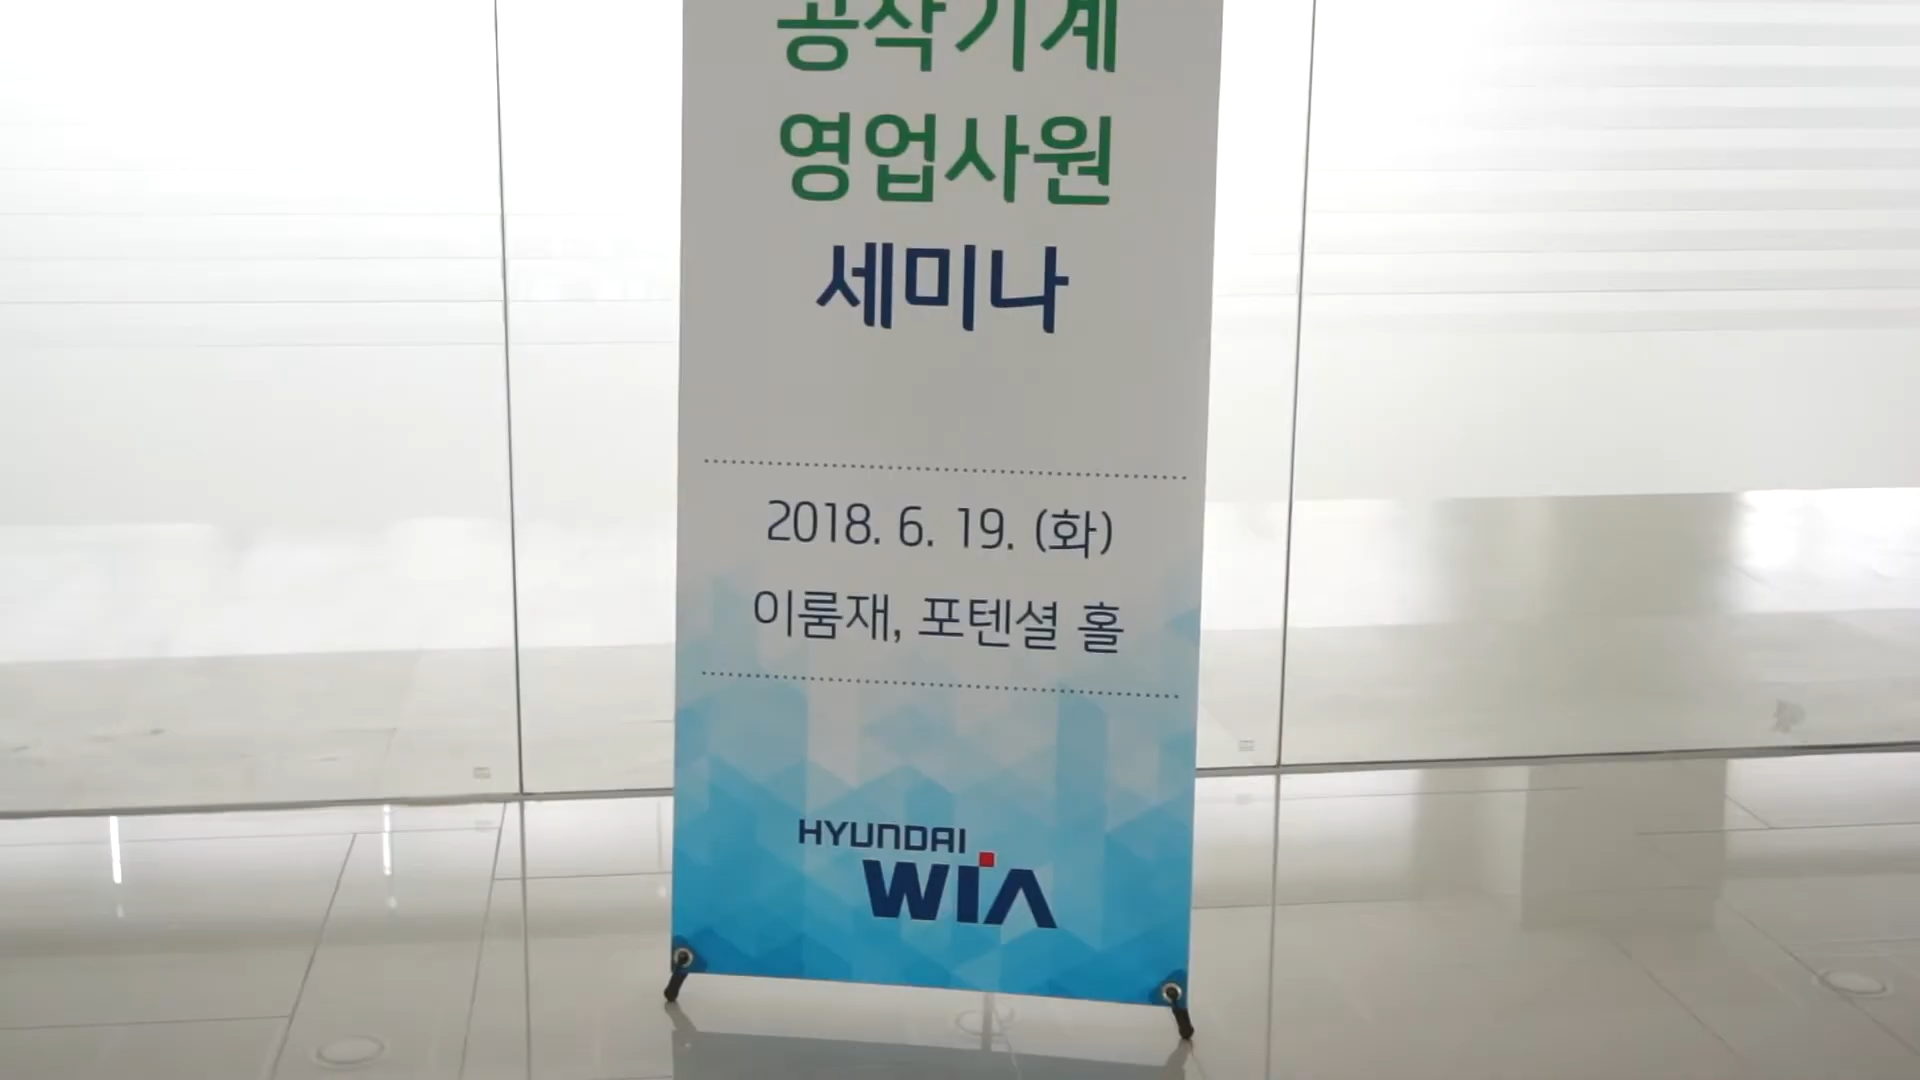 공작기계
영업사원
세미나
2018. 6. 19. (화)
이룸재, 포텐셜 홀
HYUNDAI
WIA